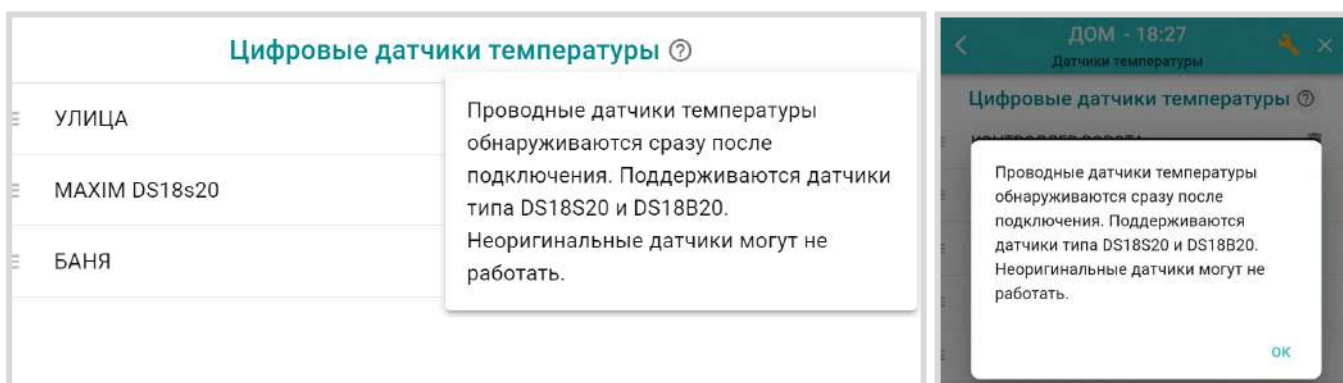 Цифровые датчики температуры ?
УЛИЦА
MAXIM DS18s20
БАНЯ
Проводные датчики температуры
обнаруживаются сразу после
подключения. Поддерживаются датчики
типа DS18S20 и DS18B20.
Неоригинальные датчики могут не
работать.
ДОМ - 18:27
Датчики температуры
Цифровые датчики температуры ?
Проводные датчики температуры
обнаруживаются сразу после
подключения. Поддерживаются
датчики типа DS18S20 и DS18B20.
Неоригинальные датчики могут не
работать.
ОК